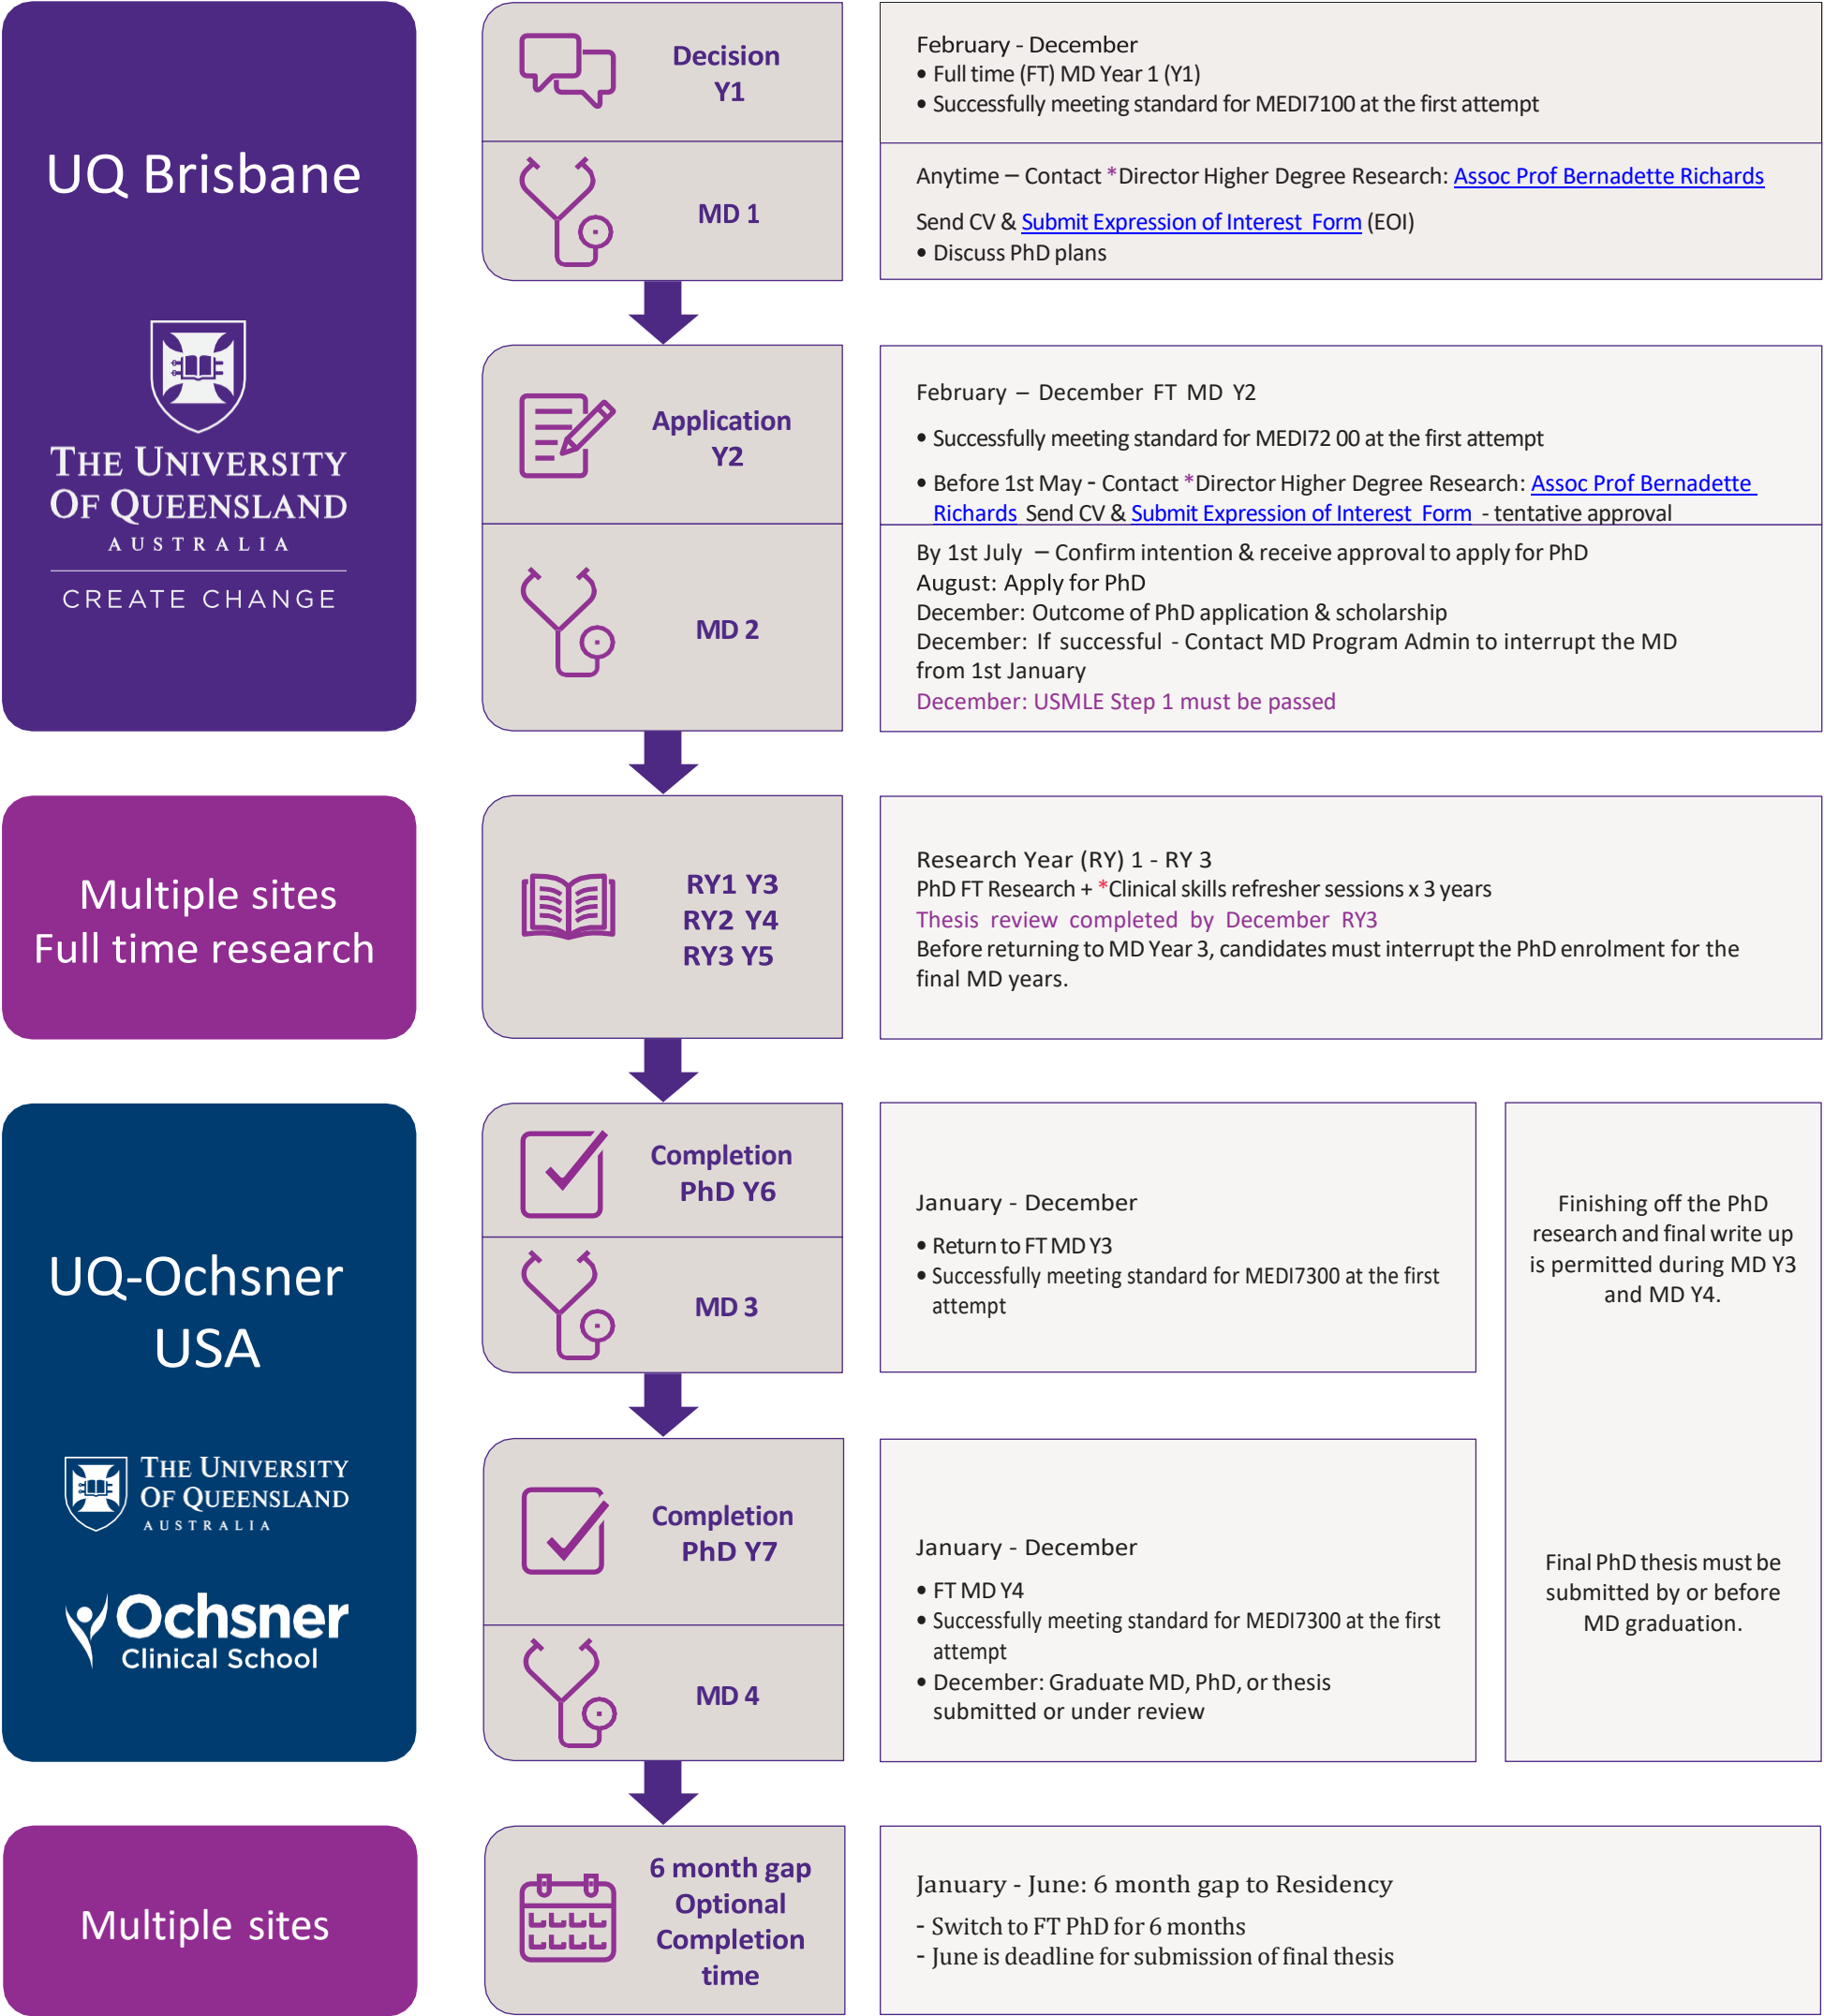 UQ Brisbane
THE UNIVERSITY
OF QUEENSLAND
AUSTRALIA
CREATE CHANGE
Decision
Y1
February - December
• Full time (FT) MD Year 1 (Y1)
• Successfully meeting standard for MEDI7100 at the first attempt
MD 1
Anytime – Contact *Director Higher Degree Research: Assoc Prof Bernadette Richards
Send CV & Submit Expression of Interest Form (EOI)
• Discuss PhD plans
Application
Y2
February – December FT MD Y2
• Successfully meeting standard for MEDI72 00 at the first attempt
• Before 1st May - Contact *Director Higher Degree Research: Assoc Prof Bernadette
Richards Send CV & Submit Expression of Interest Form - tentative approval
MD 2
By 1st July – Confirm intention & receive approval to apply for PhD
August: Apply for PhD
December: Outcome of PhD application & scholarship
December: If successful - Contact MD Program Admin to interrupt the MD
from 1st January
December: USMLE Step 1 must be passed
Multiple sites
Full time research
RY1 Y3
RY2 Y4
RY3 Y5
Research Year (RY) 1 - RY 3
PhD FT Research + *Clinical skills refresher sessions x 3 years
Thesis review completed by December RY3
Before returning to MD Year 3, candidates must interrupt the PhD enrolment for the
final MD years.
UQ-Ochsner
USA
THE UNIVERSITY
OF QUEENSLAND
AUSTRALIA
Ochsner
Clinical School
Completion
PhD Y6
MD 3
January - December
• Return to FT MD Y3
• Successfully meeting standard for MEDI7300 at the first
attempt
Finishing off the PhD
research and final write up
is permitted during MD Y3
and MD Y4.
Completion
PhD Y7
MD 4
January - December
• FT MD Y4
• Successfully meeting standard for MEDI7300 at the first
attempt
• December: Graduate MD, PhD, or thesis
submitted or under review
Final PhD thesis must be
submitted by or before
MD graduation.
Multiple sites
6 month gap
Optional
Completion
time
January - June: 6 month gap to Residency
- Switch to FT PhD for 6 months
- June is deadline for submission of final thesis